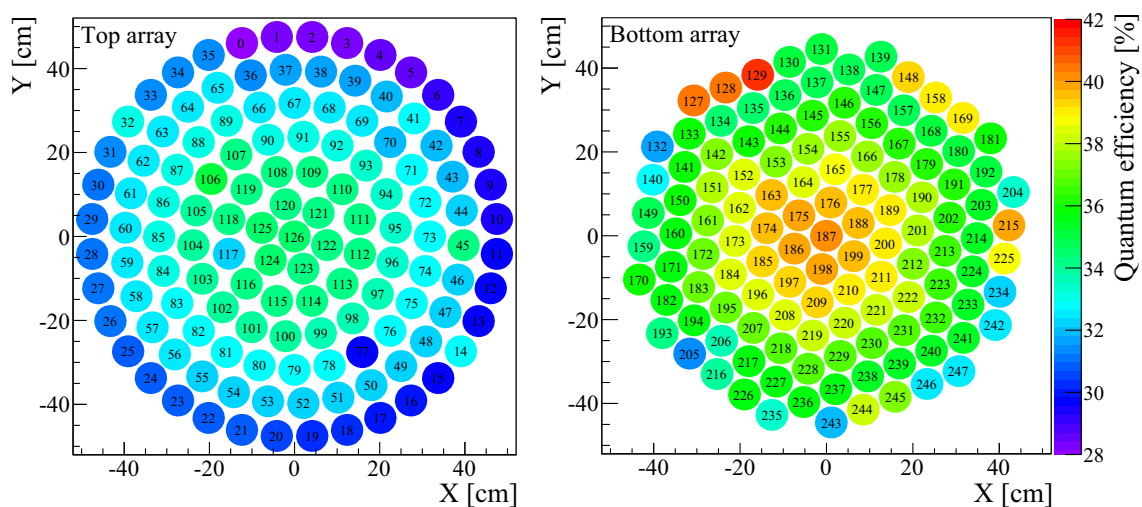 Top array
Y [cm]
40
20
0
-20
-40
-40
-20
0
20
40
X [cm]
0 1 2 3 4 5 6 7 8 9 10 11 12 13 14 15 16 17 18 19 20 21 22 23 24 25 26 27 28 29 30 31 32 33 34 35
36 37 38 39 40 41 42 43 44 45 46 47 48 49 50 51 52 53 54 55 56 57 58 59 60 61 62 63 64 65
66 67 68 69 70 71 72 73 74 75 76 77 78 79 80 81 82 83 84 85 86 87 88 89
90 91 92 93 94 95 96 97 98 99 100 101 102 103 104 105 106 107
108 109 110 111 112 113 114 115 116 117 118 119
120 121 122 123 124 125
126
Bottom array
Y [cm]
40
20
0
-20
-40
-40
-20
0
20
40
X [cm]
127 128 129 130 131
132 133 134 135 136 137 138 139
140 141 142 143 144 145 146 147 148
149 150 151 152 153 154 155 156 157 158
159 160 161 162 163 164 165 166 167 168 169
170 171 172 173 174 175 176 177 178 179 180 181
182 183 184 185 186 187 188 189 190 191 192
193 194 195 196 197 198 199 200 201 202 203 204
205 206 207 208 209 210 211 212 213 214 215
216 217 218 219 220 221 222 223 224 225
226 227 228 229 230 231 232 233 234
235 236 237 238 239 240 241 242
243 244 245 246 247
42
40
38
36
34
32
30
28
Quantum efficiency [%]